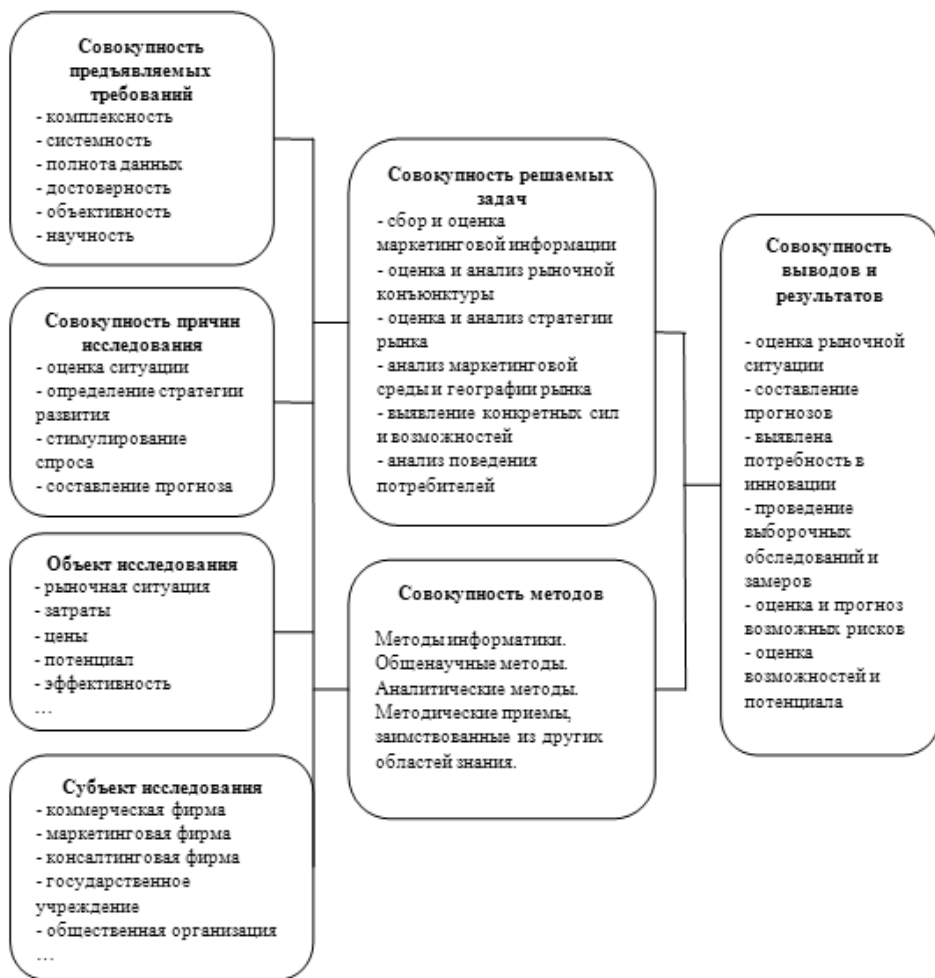 Совокупность
предъявляемых
требований
- комплексность
- системность
- полнота данных
- достоверность
- объективность
- научность
Совокупность причин
исследования
- оценка ситуации
- определение стратегии
развития
- стимулирование
спроса
- составление прогноза
Объект исследования
- рыночная ситуация
- затраты
- цены
- потенциал
- эффективность
…
Субъект исследования
- коммерческая фирма
- маркетинговая фирма
- консалтинговая фирма
- государственное
учреждение
- общественная организация
…
Совокупность решаемых
задач
- сбор и оценка
маркетинговой информации
- оценка и анализ рыночной
конъюнктуры
- оценка и анализ стратегии
рынка
- анализ маркетинговой
среды и географии рынка
- выявление конкретных сил
и возможностей
- анализ поведения
потребителей
Совокупность методов
Методы информатики.
Общенаучные методы.
Аналитические методы.
Методические приемы,
заимствованные из других
областей знания.
Совокупность
выводов и
результатов
- оценка рыночной
ситуации
- составление
прогнозов
- выявлена
потребность в
инновации
- проведение
выборочных
обследований и
замеров
- оценка и прогноз
возможных рисков
- оценка
возможностей и
потенциала